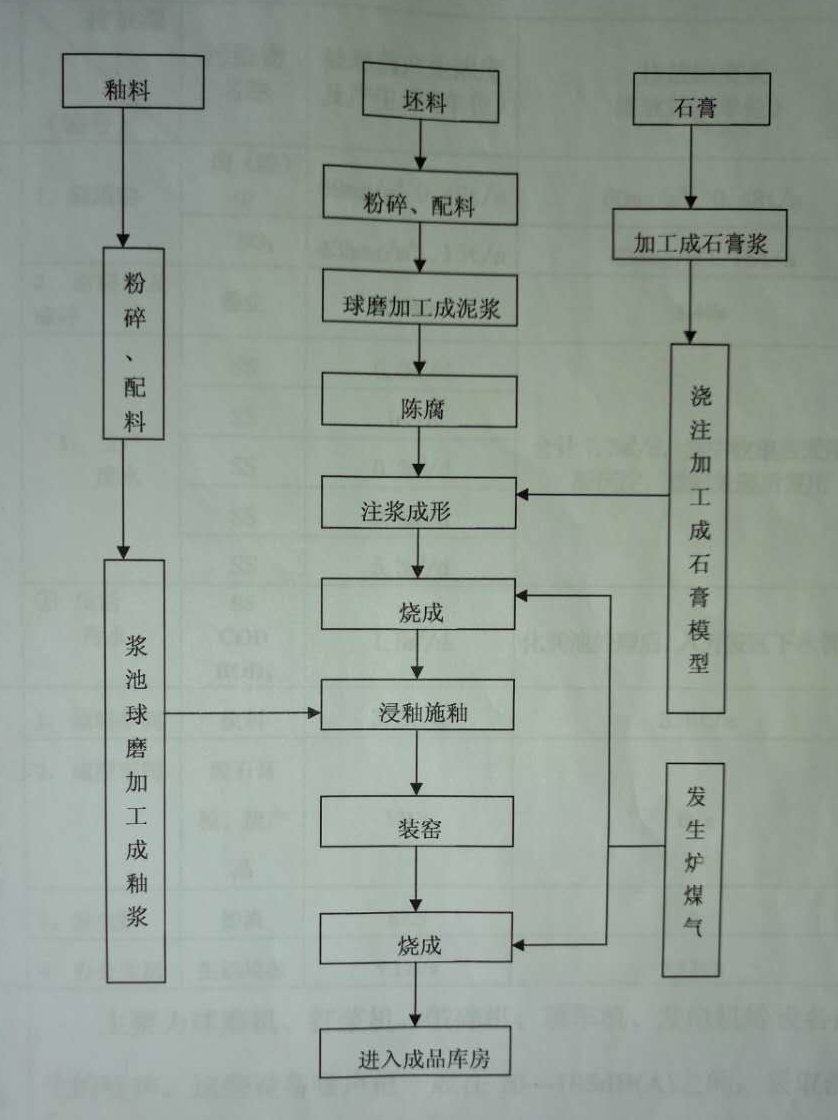 釉料
坯料
石膏
粉碎、配料
加工成石膏浆
粉碎、配料
球磨加工成泥浆
陈腐
浇注加工成石膏模型
注浆成形
烧成
浆池球磨加工成釉浆
浸釉施釉
发生炉煤气
装窑
烧成
进入成品库房